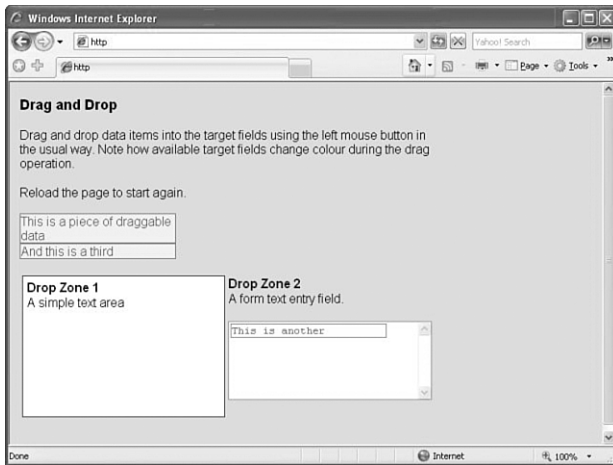 Windows Internet Explorer
http
Yahoo! Search
http
Page
Tools
Drag and Drop
Drag and drop data items into the target fields using the left mouse button in
the usual way. Note how available target fields change colour during the drag
operation.
Reload the page to start again.
This is a piece of draggable
data
And this is a third
Drop Zone 1
A simple text area
Drop Zone 2
A form text entry field.
This is another
Done
Internet
100%